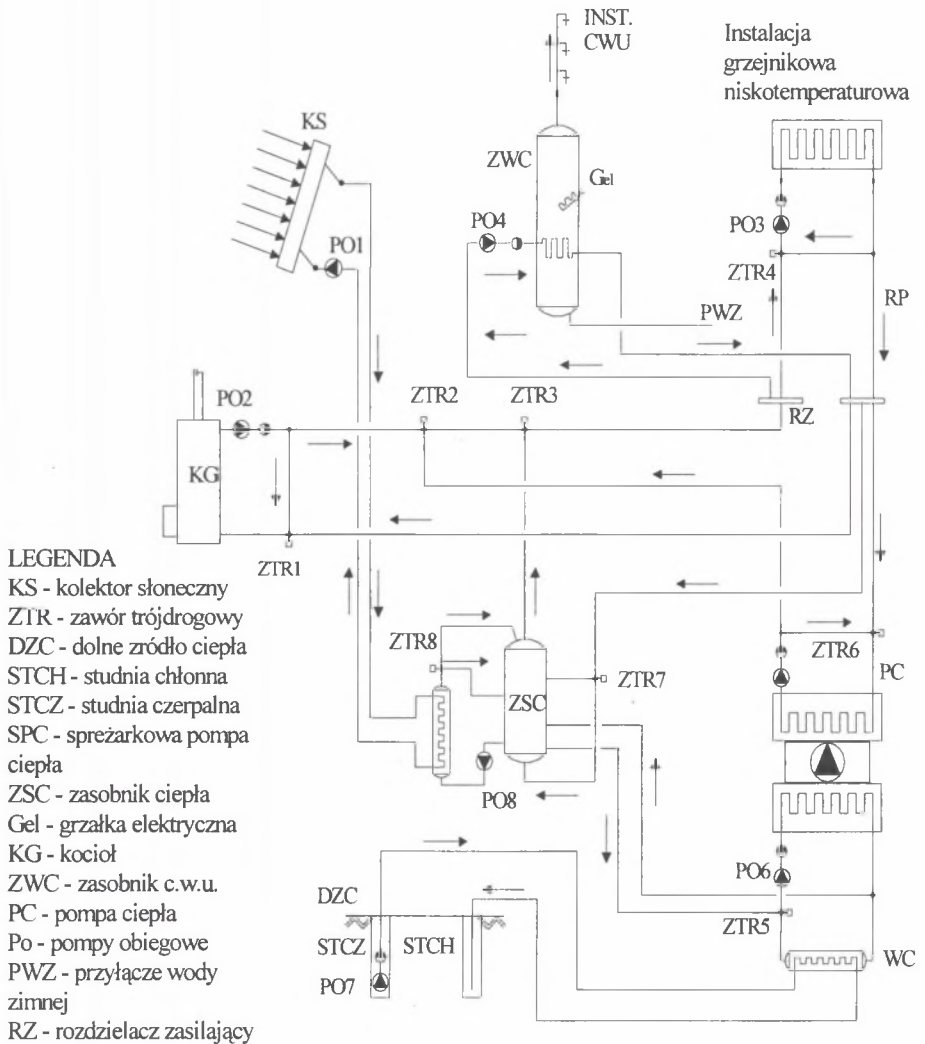 INST.
CWU
Instalacja
grzejnikowa
niskotemperaturowa
KS
ZWC
Gel
PO4
PO3
PO1
ZTR4
RP
PWZ
PO2
ZTR2
ZTR3
RZ
KG
ZTR1
ZTR8
ZTR6
ZTR7
PC
ZSC
PO8
PO6
DZC
ZTR5
STCZ
STCH
WC
PO7
LEGENDA
KS - kolektor słoneczny
ZTR - zawór trójdrogowy
DZC - dolne zródło ciepła
STCH - studnia chłonna
STCZ - studnia czerpalna
SPC - sprężarkowa pompa
ciepła
ZSC - zasobnik ciepła
Gel - grzałka elektryczna
KG - kocioł
ZWC - zasobnik c.w.u.
PC - pompa ciepła
Po - pompy obiegowe
PWZ - przyłącze wody
zimnej
RZ - rozdzielacz zasilający